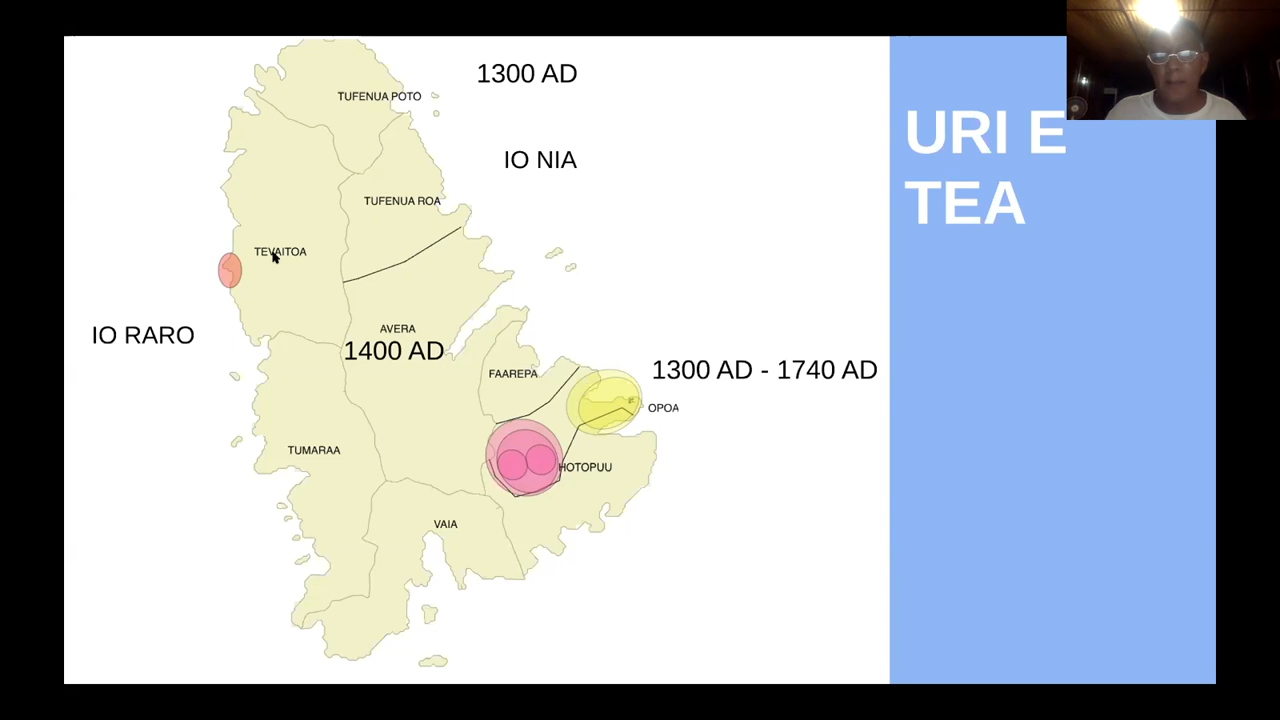 1300 AD
TUFENUA POTO
URI E
TEA
IO NIA
TUFENUA ROA
TEVAITOA
IO RARO
AVERA
1400 AD
1300 AD - 1740 AD
FAAREPA
OPOA
TUMARAA
HOTOPUU
VAIA